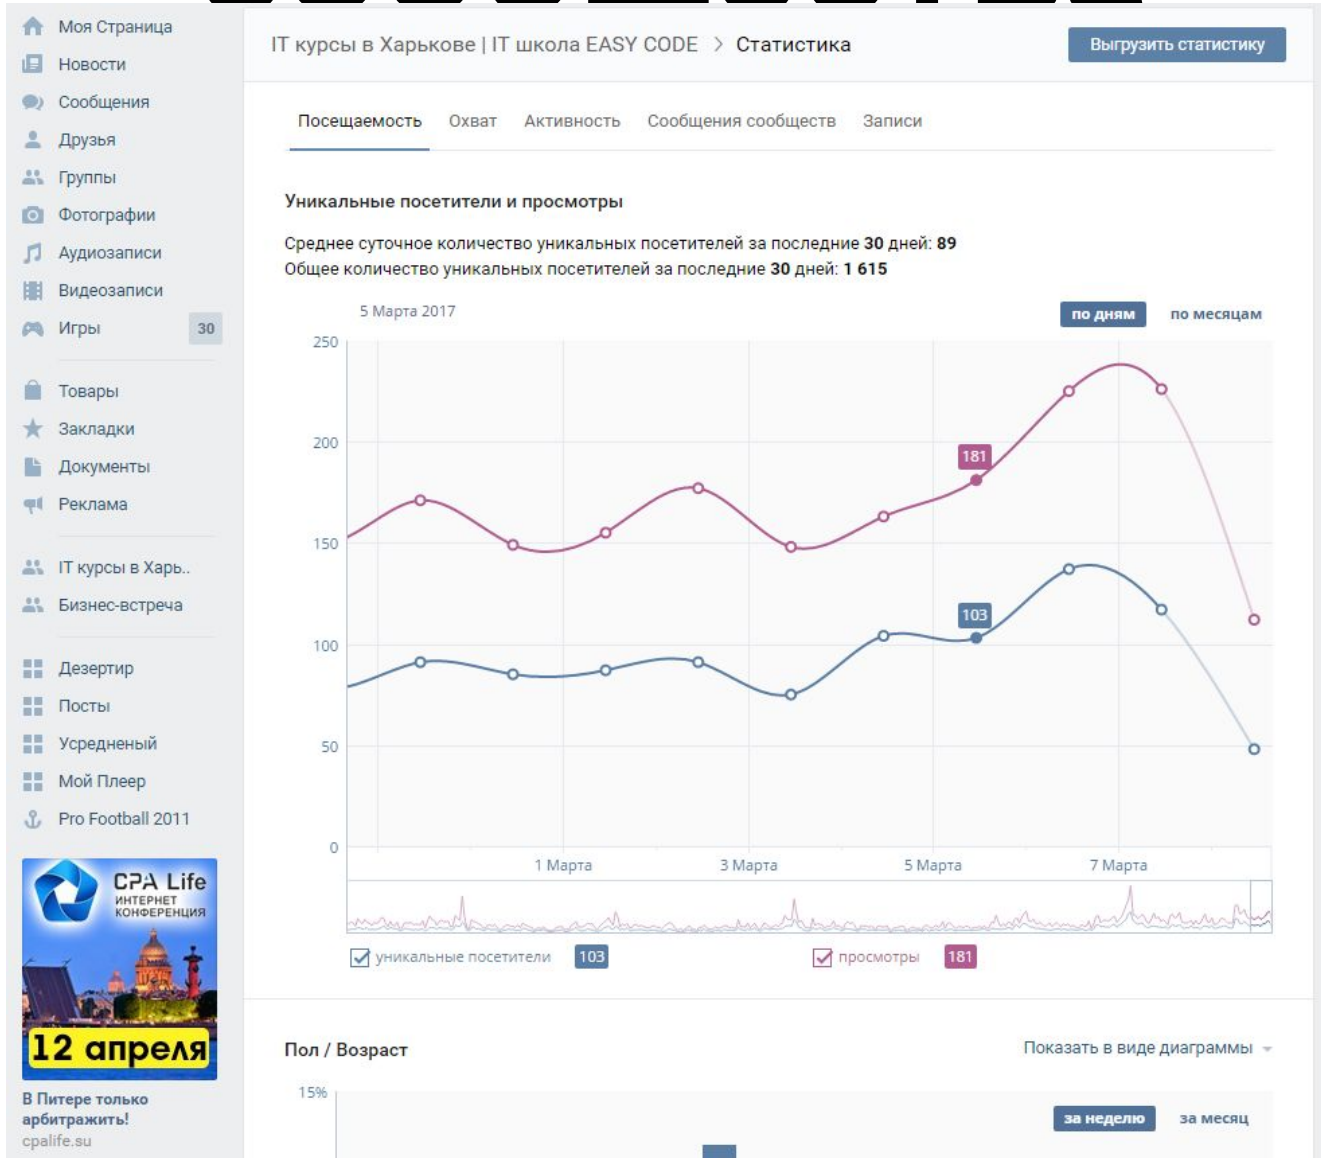 Моя Страница
Новости
Сообщения
Друзья
Группы
Фотографии
Аудиозаписи
Видеозаписи
Игры 30
Товары
Закладки
Документы
Реклама
IT курсы в Харь..
Бизнес-встреча
Дезертир
Посты
Усредненый
Мой Плеер
Pro Football 2011
CPA Life
ИНТЕРНЕТ
КОНФЕРЕНЦИЯ
12 апреля
В Питере только
арбитражить!
cpalife.su
IT курсы в Харькове | IT школа EASY CODE > Статистика
Выгрузить статистику
Посещаемость Охват Активность Сообщения сообществ Записи
Уникальные посетители и просмотры
Среднее суточное количество уникальных посетителей за последние 30 дней: 89
Общее количество уникальных посетителей за последние 30 дней: 1 615
5 Марта 2017
по дням по месяцам
250
200
181
150
103
100
50
0
1 Марта 3 Марта 5 Марта 7 Марта
уникальные посетители 103 просмотры 181
Пол / Возраст
Показать в виде диаграммы
15%
за неделю за месяц